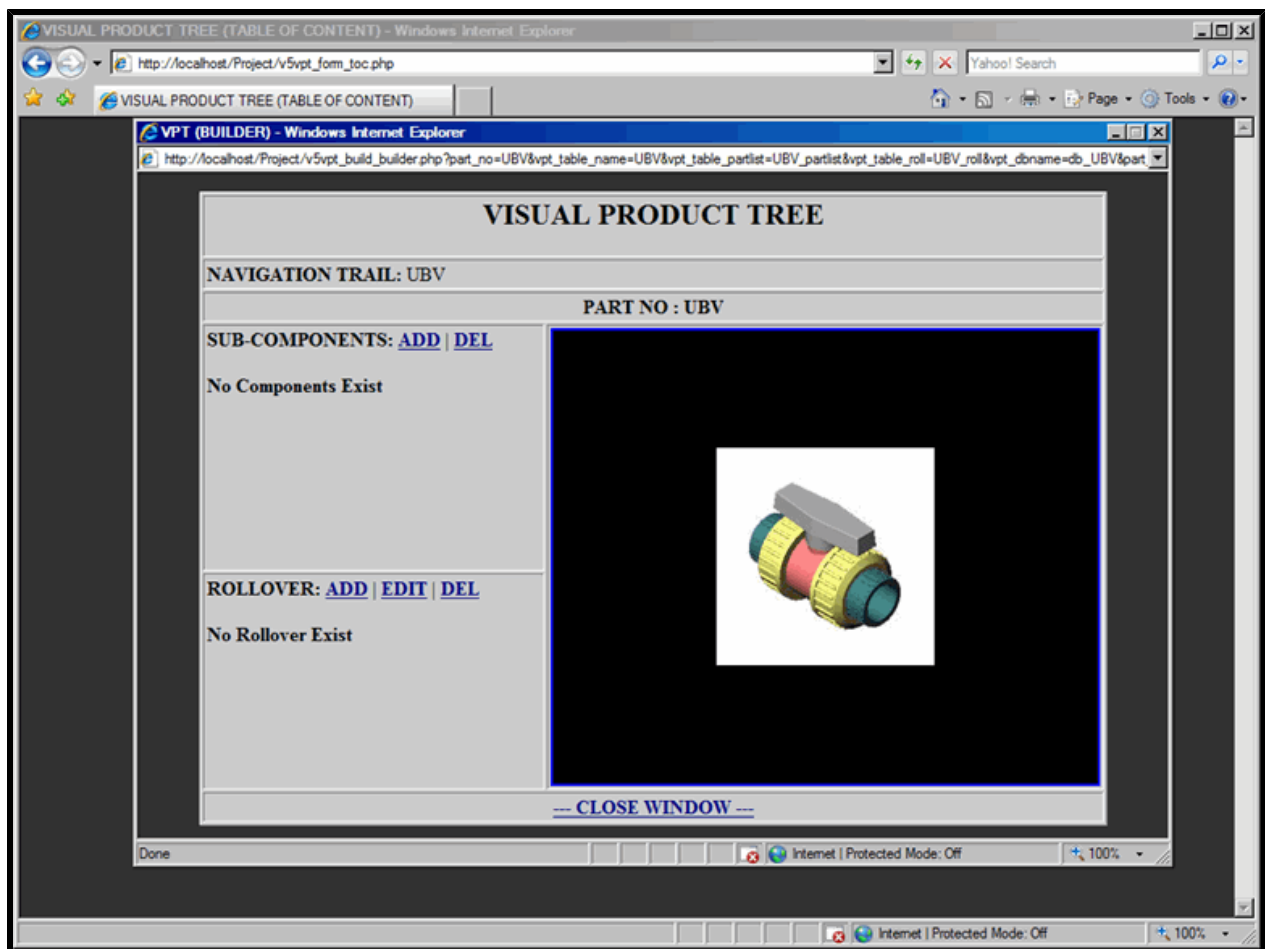 VISUAL PRODUCT TREE (TABLE OF CONTENT) - Windows Internet Explorer
http://localhost/Project/v5vpt_form_toc.php
Yahoo! Search
VISUAL PRODUCT TREE (TABLE OF CONTENT)
Page
Tools
VPT (BUILDER) - Windows Internet Explorer
http://localhost/Project/v5vpt_build_builder.php?part_no=UBV&vpt_table_name=UBV&vpt_table_partlist=UBV_partlist&vpt_table_roll=UBV_roll&vpt_dbname=db_UBV&part_
VISUAL PRODUCT TREE
NAVIGATION TRAIL: UBV
PART NO : UBV
SUB-COMPONENTS: ADD | DEL
No Components Exist
ROLLOVER: ADD | EDIT | DEL
No Rollover Exist
--- CLOSE WINDOW ---
Done
Internet | Protected Mode: Off
100%
Internet | Protected Mode: Off
100%